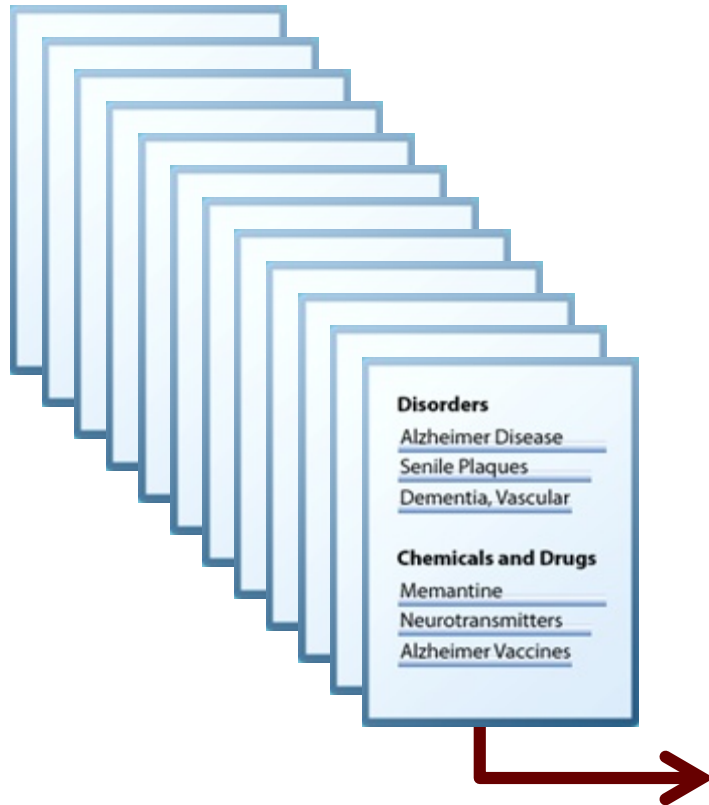 Disorders
Alzheimer Disease
Senile Plaques
Dementia, Vascular
Chemicals and Drugs
Memantine
Neurotransmitters
Alzheimer Vaccines